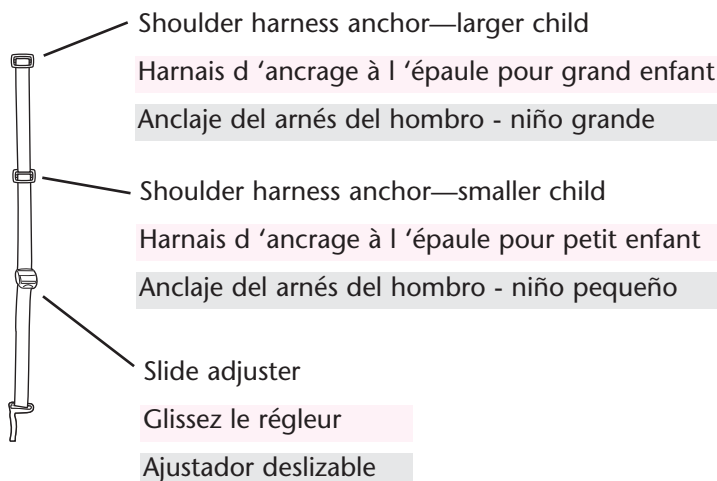 Shoulder harness anchor—larger child
Harnais d ‘ancrage à l ‘épaule pour grand enfant
Anclaje del arnés del hombro - niño grande
Shoulder harness anchor—smaller child
Harnais d ‘ancrage à l ‘épaule pour petit enfant
Anclaje del arnés del hombro - niño pequeño
Slide adjuster
Glissez le régleur
Ajustador deslizable